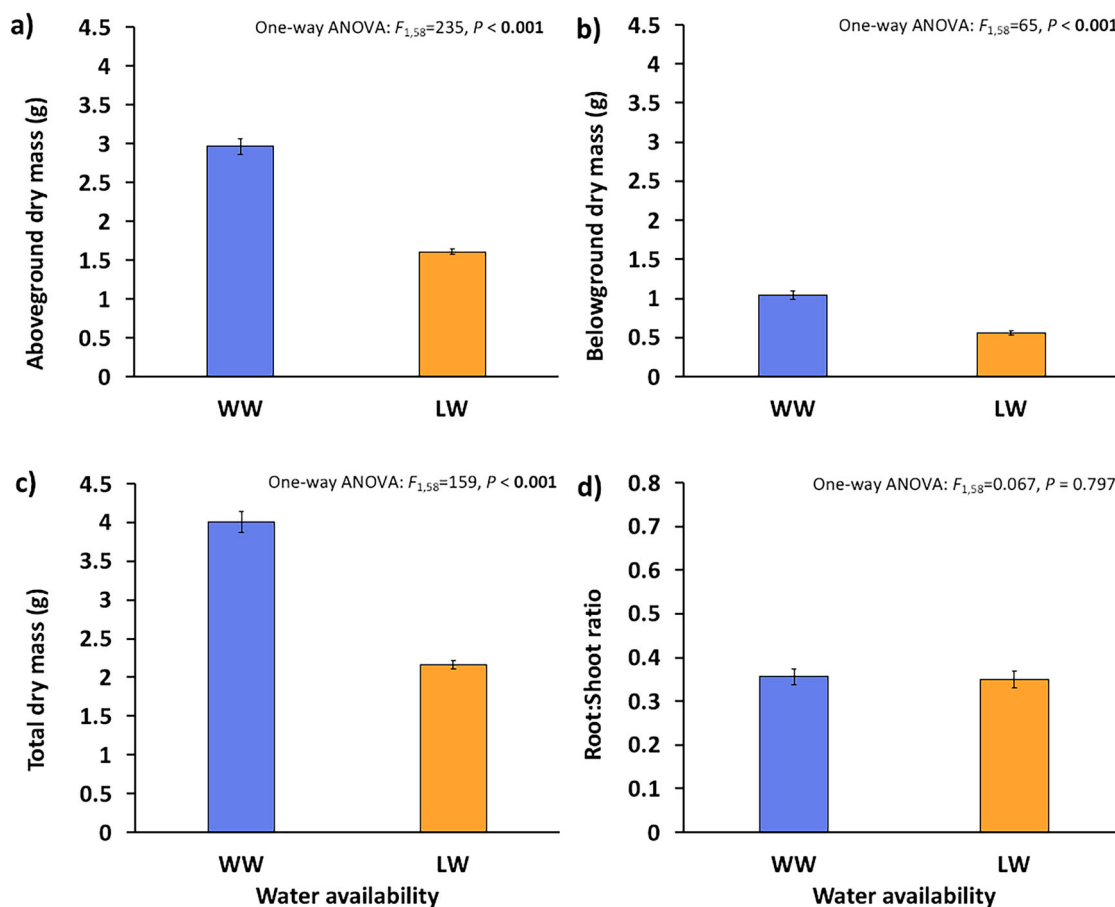 a)
One-way ANOVA: F1,58=235, P < 0.001
Aboveground dry mass (g)
4.5
4
3.5
3
2.5
2
1.5
1
0.5
0
WW LW
b)
One-way ANOVA: F1,58=65, P < 0.001
Belowground dry mass (g)
4.5
4
3.5
3
2.5
2
1.5
1
0.5
0
WW LW
c)
One-way ANOVA: F1,58=159, P < 0.001
Total dry mass (g)
4.5
4
3.5
3
2.5
2
1.5
1
0.5
0
WW LW
Water availability
d)
One-way ANOVA: F1,58=0.067, P = 0.797
Root:Shoot ratio
0.8
0.7
0.6
0.5
0.4
0.3
0.2
0.1
0
WW LW
Water availability